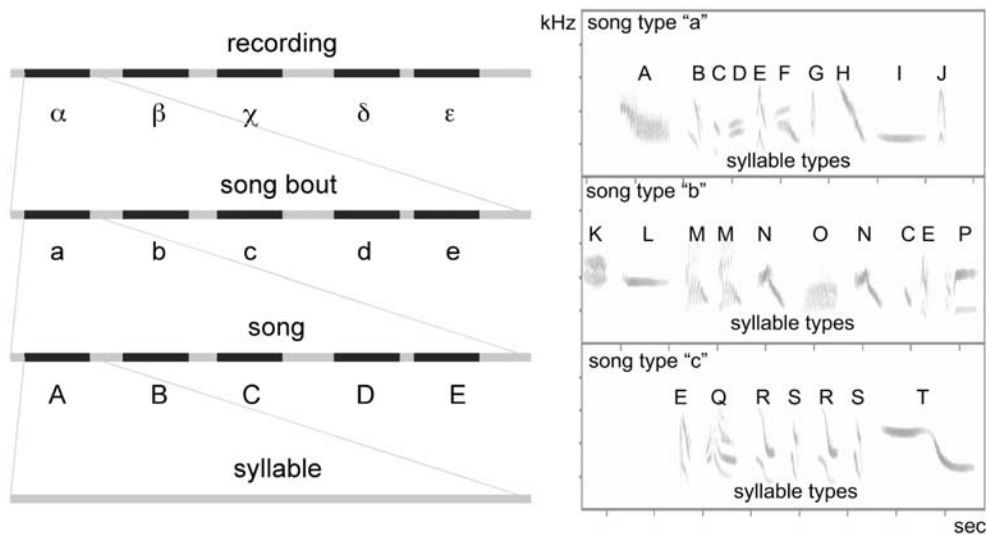 recording
α β χ δ ε
song bout
a b c d e
song
A B C D E
syllable
kHz
song type "a"
A B C D E F G H I J
syllable types
song type "b"
K L M M N O N C E P
syllable types
song type "c"
E Q R S R S T
syllable types
sec